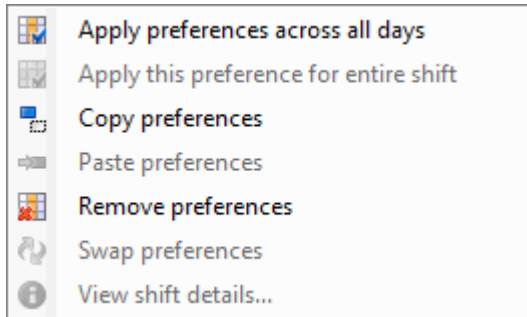 Apply preferences across all days
Apply this preference for entire shift
Copy preferences
Paste preferences
Remove preferences
Swap preferences
View shift details...